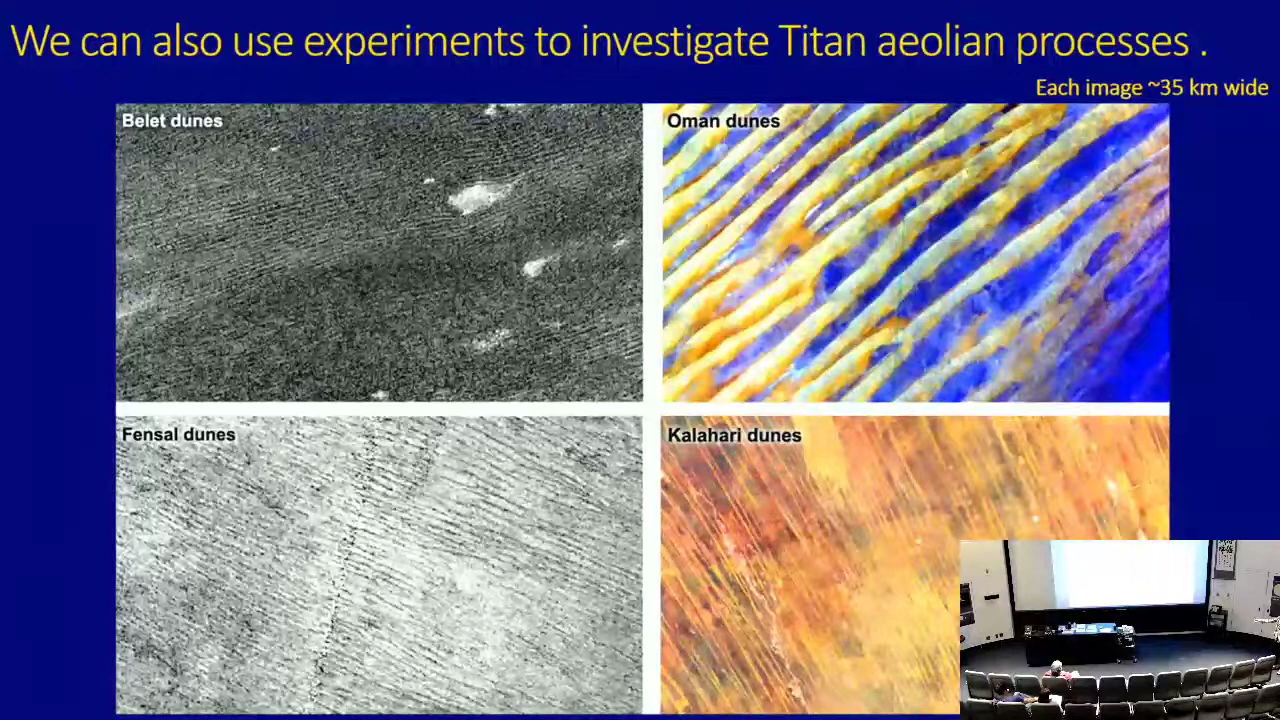 We can also use experiments to investigate Titan aeolian processes .
Each image ~35 km wide
Belet dunes
Oman dunes
Fensal dunes
Kalahari dunes